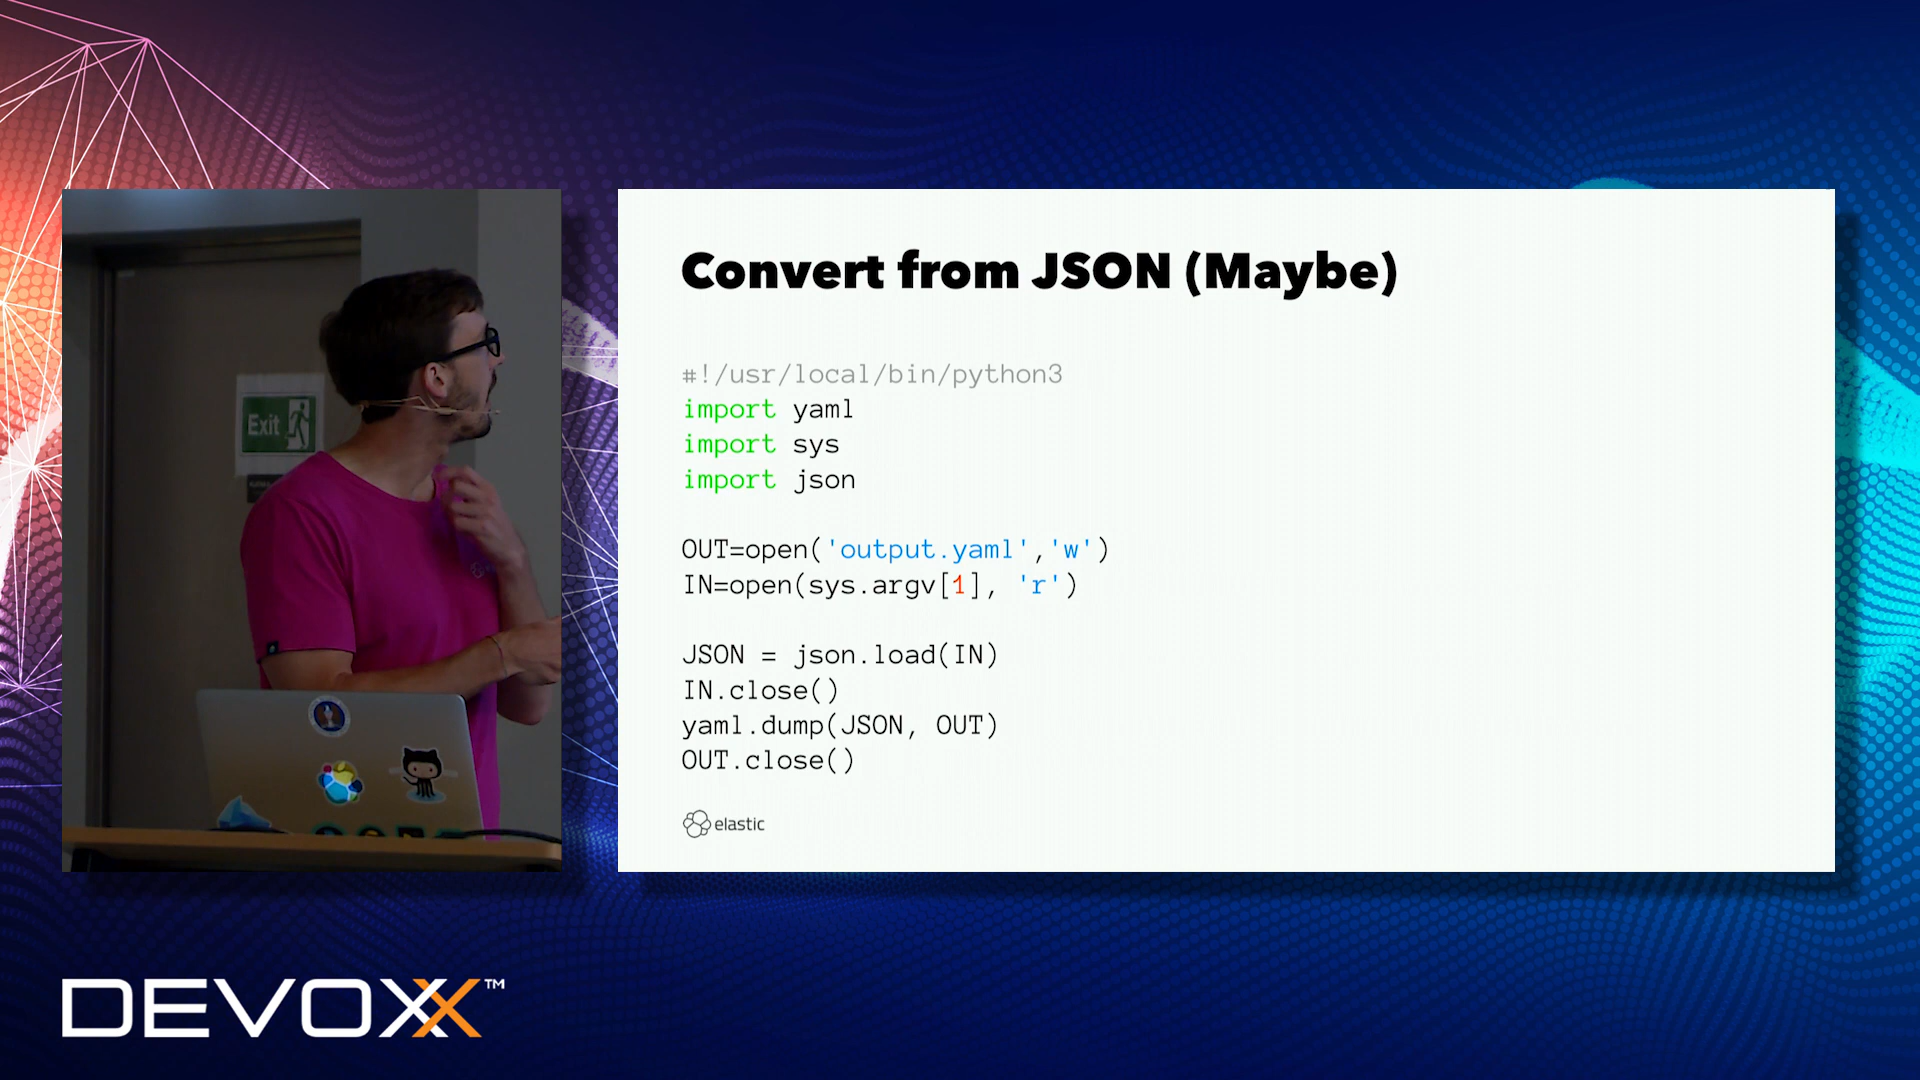 Exit
Convert from JSON (Maybe)
#!/usr/local/bin/python3
import yaml
import sys
import json
OUT=open('output.yaml','w')
IN=open(sys.argv[1], 'r')
JSON = json.load(IN)
IN.close()
yaml.dump(JSON, OUT)
OUT.close()
elastic
DEVOXX™